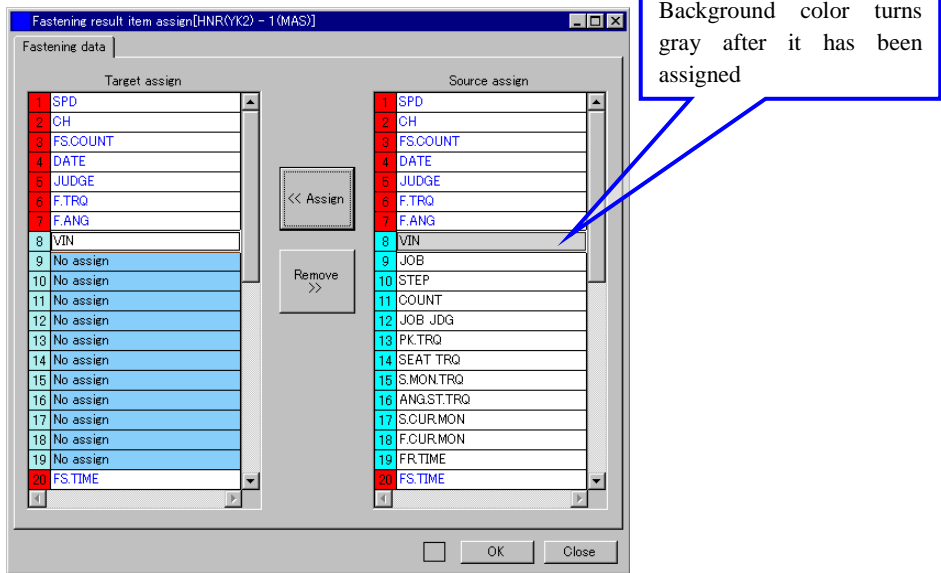 Fastening result item assign[HNR(YK2) - 1(MAS)]
Background color turns
gray after it has been
assigned
Fastening data
Target assign
1 SPD
2 CH
3 FS.COUNT
4 DATE
5 JUDGE
6 F.TRQ
7 F.ANG
8 VIN
9 No assign
10 No assign
11 No assign
12 No assign
13 No assign
14 No assign
15 No assign
16 No assign
17 No assign
18 No assign
19 No assign
20 FS.TIME
<< Assign
Remove
>>
Source assign
1 SPD
2 CH
3 FS.COUNT
4 DATE
5 JUDGE
6 F.TRQ
7 F.ANG
8 VIN
9 JOB
10 STEP
11 COUNT
12 JOB JDG
13 PK.TRQ
14 SEAT TRQ
15 S.MON.TRQ
16 ANG.ST.TRQ
17 S.CUR.MON
18 F.CUR.MON
19 FR.TIME
20 FS.TIME
OK
Close